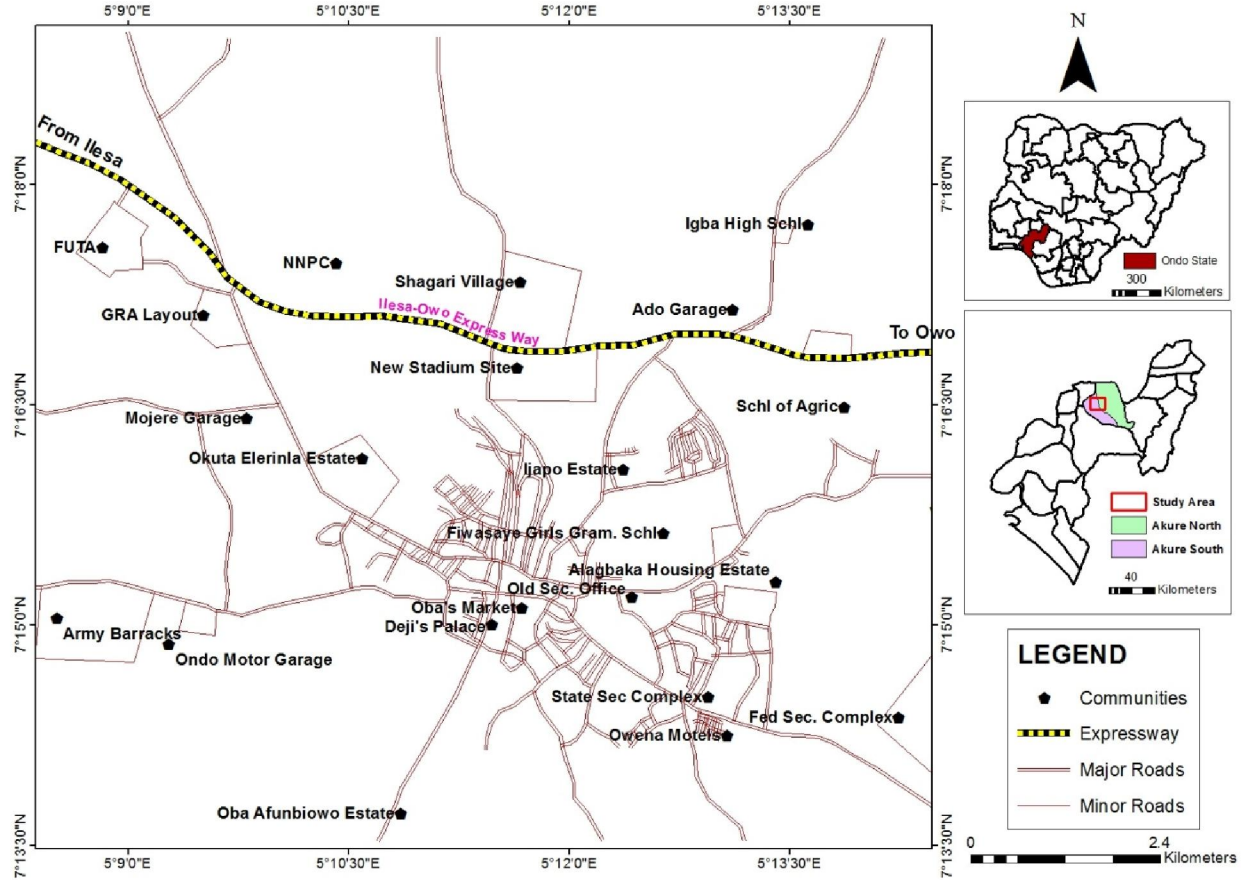 5°9'0"E
5°10'30"E
5°12'0"E
5°13'30"E
N
From Ilesa
7°18'0"N
7°18'0"N
Igba High Schl
FUTA
NNPC
Shagari Village
Ondo State
300
Kilometers
Ilesa-Owo Express Way
Ado Garage
GRA Layout
To Owo
New Stadium Site
7°16'30"N
7°16'30"N
Schl of Agric
Mojere Garage
Okuta Elerinla Estate
Ijapo Estate
Study Area
Akure North
Akure South
40
Kilometers
Fiwasaye Girls Gram. Schl
Alagbaka Housing Estate
Old Sec. Office
Oba's Market
Deji's Palace
7°15'0"N
7°15'0"N
Army Barracks
Ondo Motor Garage
State Sec Complex
Fed Sec. Complex
Owena Motels
Oba Afunbiowo Estate
LEGEND
Communities
Expressway
Major Roads
Minor Roads
0
2.4
Kilometers
7°13'30"N
7°13'30"N
5°9'0"E
5°10'30"E
5°12'0"E
5°13'30"E